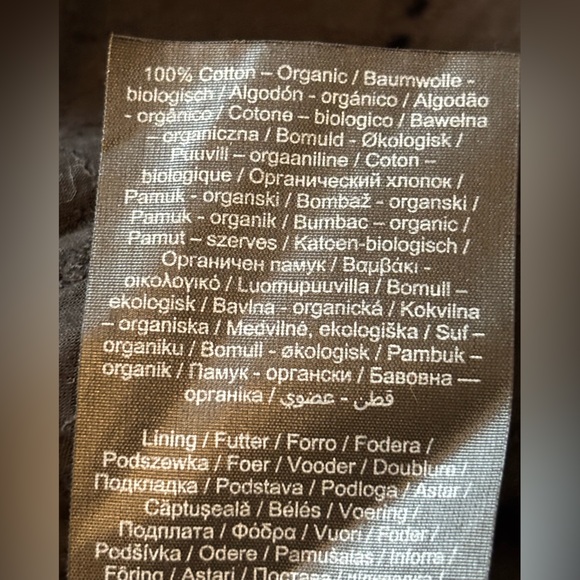 100% Cotton – Organic / Baumwolle -
biologisch / Algodón - orgánico / Algodão
- orgânico / Cotone – biologico / Bawełna
- organiczna / Bomuld - Økologisk /
Puuvill – orgaaniline / Coton –
biologique / Органический хлопок /
Pamuk - organski / Bombaž - organski /
Pamuk - organik / Bumbac – organic /
Pamut – szerves / Katoen-biologisch /
Органичен памук / Βαμβάκι -
οικολογικό / Luomupuuvilla / Bomull –
ekologisk / Bavlna - organická / Kokvilna
– organiska / Medvilnė, ekologiška / Suf –
organiku / Bomull - økologisk / Pambuk –
organik / Памук - органски / Бавовна —
органіка / قطن - عضوي
Lining / Futter / Forro / Fodera /
Podszewka / Foer / Vooder / Doublure /
Подкладка / Podstava / Podloga / Astar /
Căptușeală / Bélés / Voering /
Подплата / Φόδρα / Vuori / Foder /
Podšívka / Odere / Pamušalas / Inforra /
Fôring / Astari / Постава /